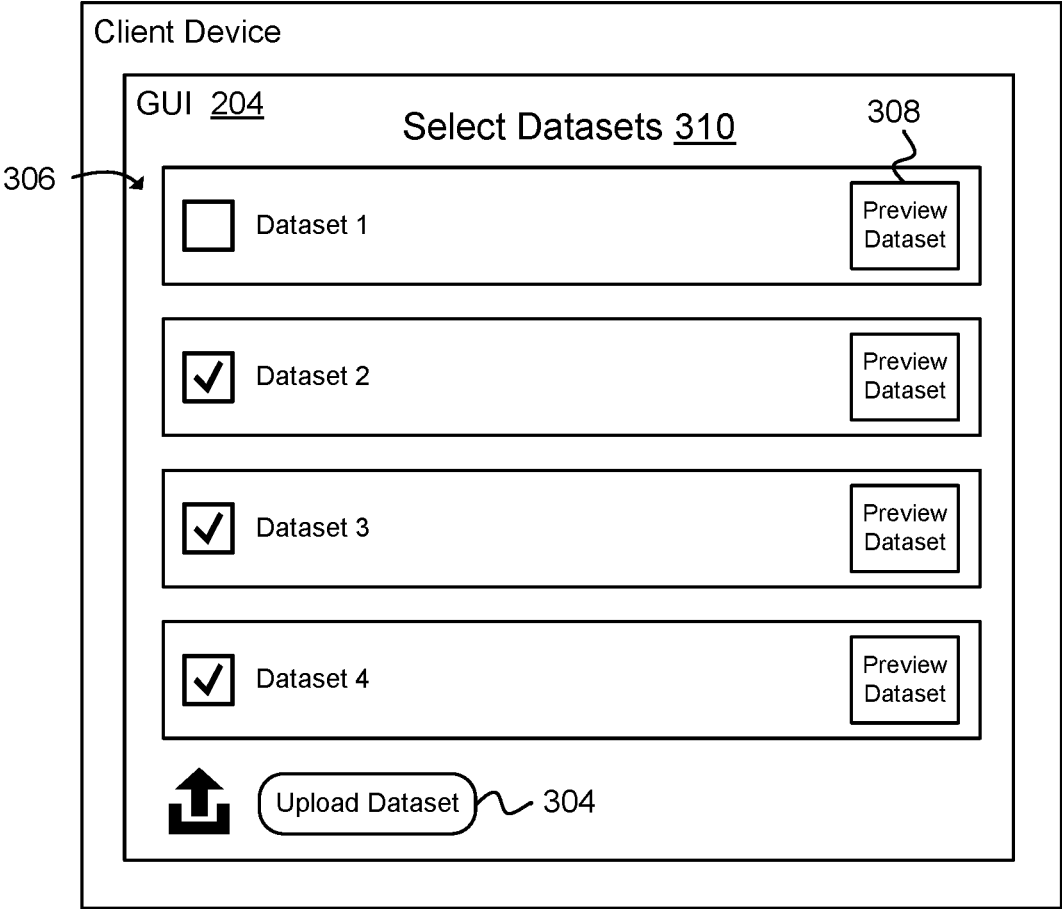 Client Device
GUI 204
Select Datasets 310
308
306
Dataset 1
Preview
Dataset
Dataset 2
Preview
Dataset
Dataset 3
Preview
Dataset
Dataset 4
Preview
Dataset
Upload Dataset
304